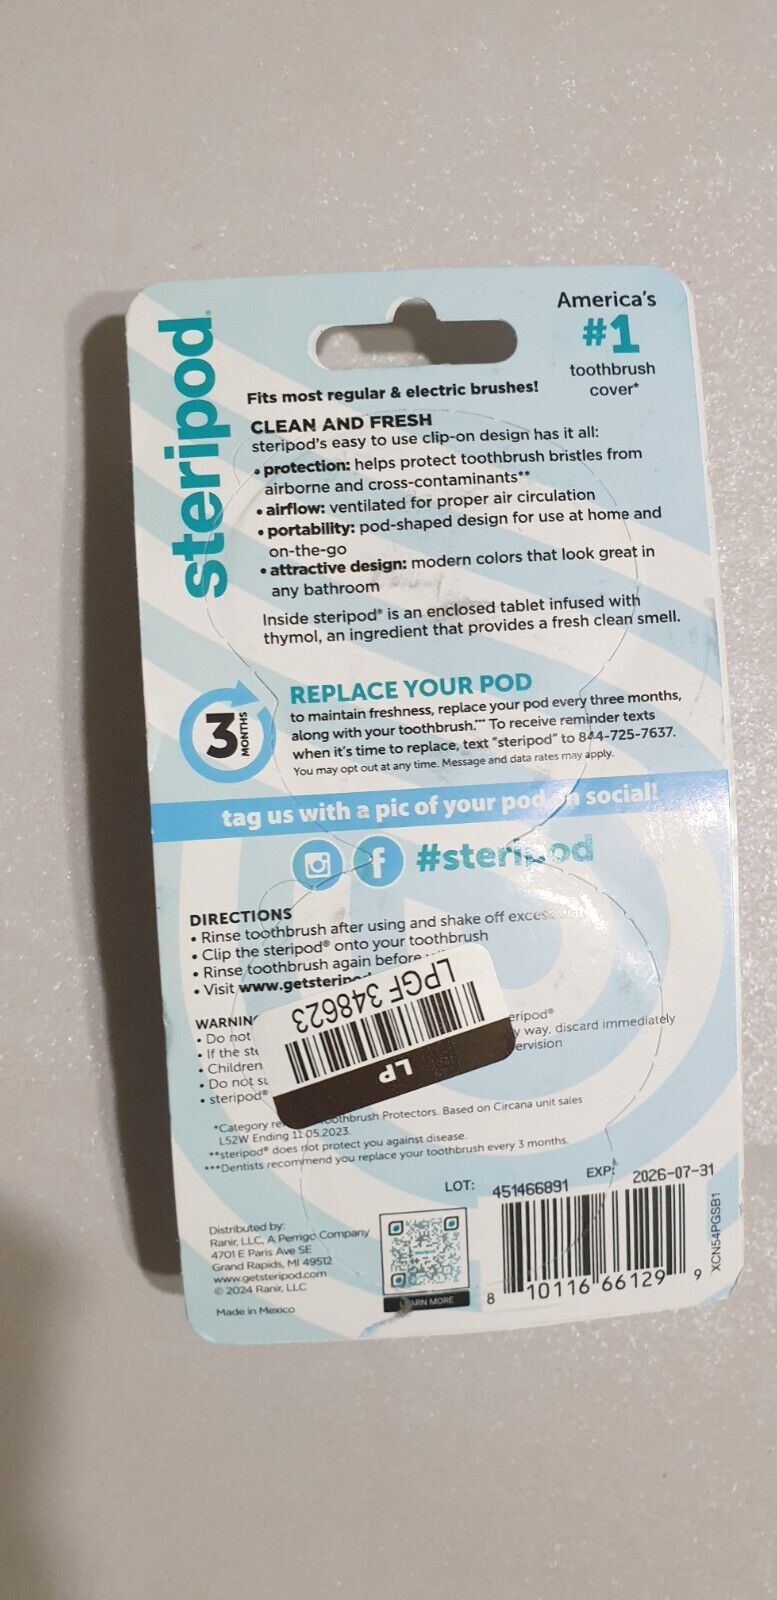 steripod®
America's
#1
toothbrush
cover*
Fits most regular & electric brushes!
CLEAN AND FRESH
steripod's easy to use clip-on design has it all:
• protection: helps protect toothbrush bristles from
airborne and cross-contaminants**
• airflow: ventilated for proper air circulation
• portability: pod-shaped design for use at home and
on-the-go
• attractive design: modern colors that look great in
any bathroom
Inside steripod® is an enclosed tablet infused with
thymol, an ingredient that provides a fresh clean smell.
3
MONTHS
REPLACE YOUR POD
to maintain freshness, replace your pod every three months,
along with your toothbrush.*** To receive reminder texts
when it's time to replace, text "steripod" to 844-725-7637.
You may opt out at any time. Message and data rates may apply.
tag us with a pic of your pod on social!
#steripod
DIRECTIONS
• Rinse toothbrush after using and shake off excess
• Clip the steripod® onto your toothbrush
• Rinse toothbrush again before
• Visit
LPGF 348623
LP
• Do not
way, discard immediately
• If the
• Children
• Do not
• steripod®
*Category Toothbrush Protectors. Based on Circana unit sales
L52W Ending 11.05.2023.
**steripod® does not protect you against disease.
***Dentists recommend you replace your toothbrush every 3 months.
LOT: 451466891 EXP: 2026-07-31
Distributed by:
Ranir, LLC, A Perrigo Company
4701 E Paris Ave SE
Grand Rapids, MI 49512
www.getsteripod.com
© 2024 Ranir, LLC
Made in Mexico
LEARN MORE
8 10116 66129 9
XCN54PGSB1